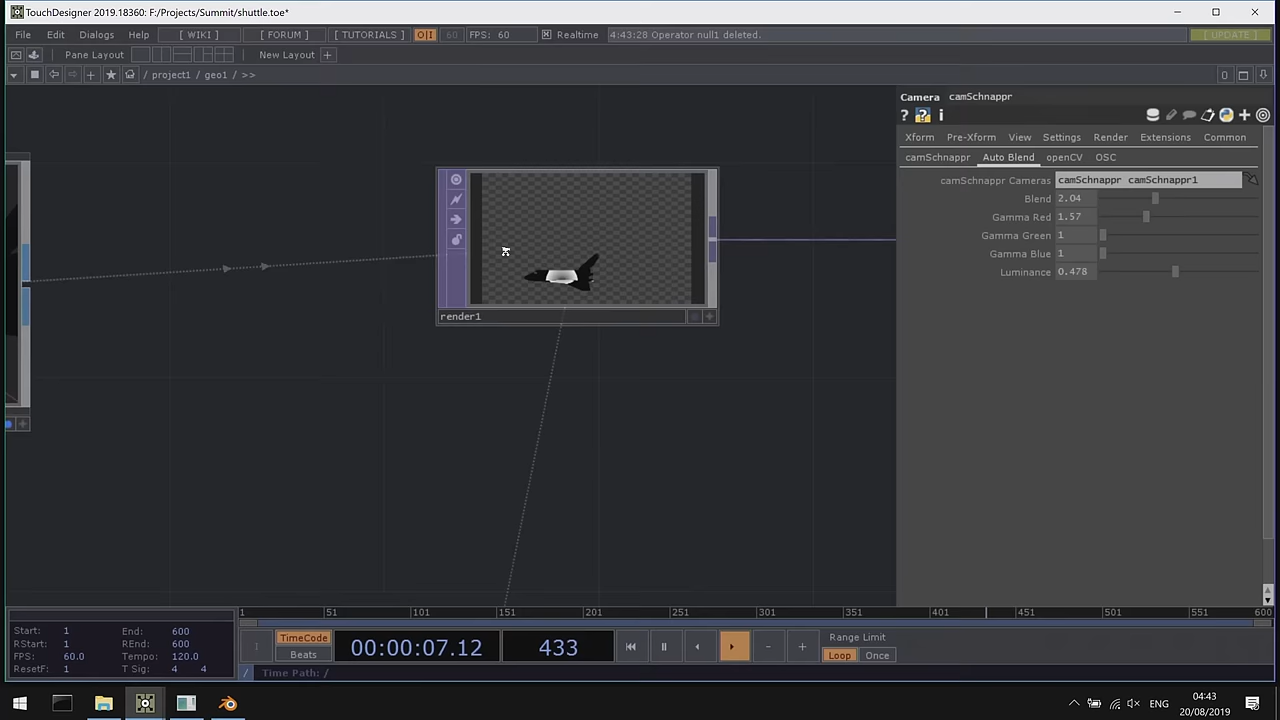 TouchDesigner 2019.18360: F:/Projects/Summit/shuttle.toe*
File Edit Dialogs Help [ WIKI ] [ FORUM ] [ TUTORIALS ] O|I 60 FPS: 60 Realtime 4:43:28 Operator null1 deleted. [ UPDATE ]
Pane Layout New Layout +
/ project1 / geo1 / >> 0
Camera camSchnappr
? ? i
Xform Pre-Xform View Settings Render Extensions Common
camSchnappr Auto Blend openCV OSC
camSchnappr Cameras camSchnappr camSchnappr1
Blend 2.04
Gamma Red 1.57
Gamma Green 1
Gamma Blue 1
Luminance 0.478
render1
1 51 101 151 201 251 301 351 401 451 501 551 600
Start: 1 End: 600
RStart: 1 REnd: 600
FPS: 60.0 Tempo: 120.0
ResetF: 1 T Sig: 4 4
TimeCode
Beats
00:00:07.12 433
Range Limit
Loop Once
/ Time Path: /
ENG
04:43
20/08/2019